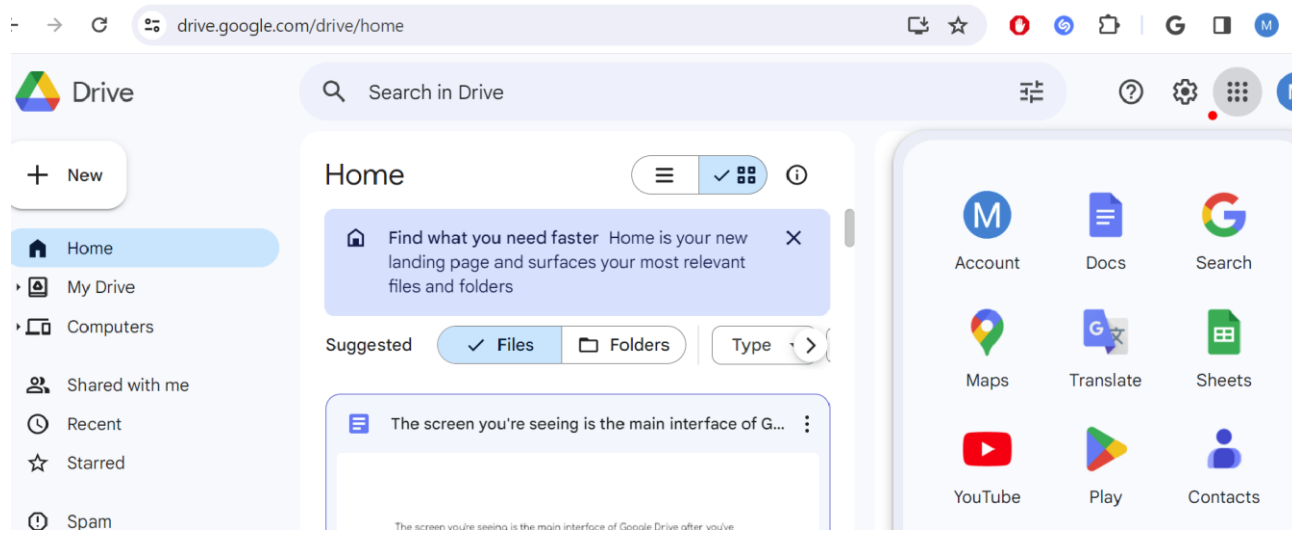 drive.google.com/drive/home
G
M
Drive
Search in Drive
New
Home
My Drive
Computers
Shared with me
Recent
Starred
Spam
Home
Find what you need faster Home is your new
landing page and surfaces your most relevant
files and folders
Suggested
Files
Folders
Type
The screen you're seeing is the main interface of G...
The screen you're seeing is the main interface of Google Drive after you've
M
G
Account
Docs
Search
G
Maps
Translate
Sheets
YouTube
Play
Contacts